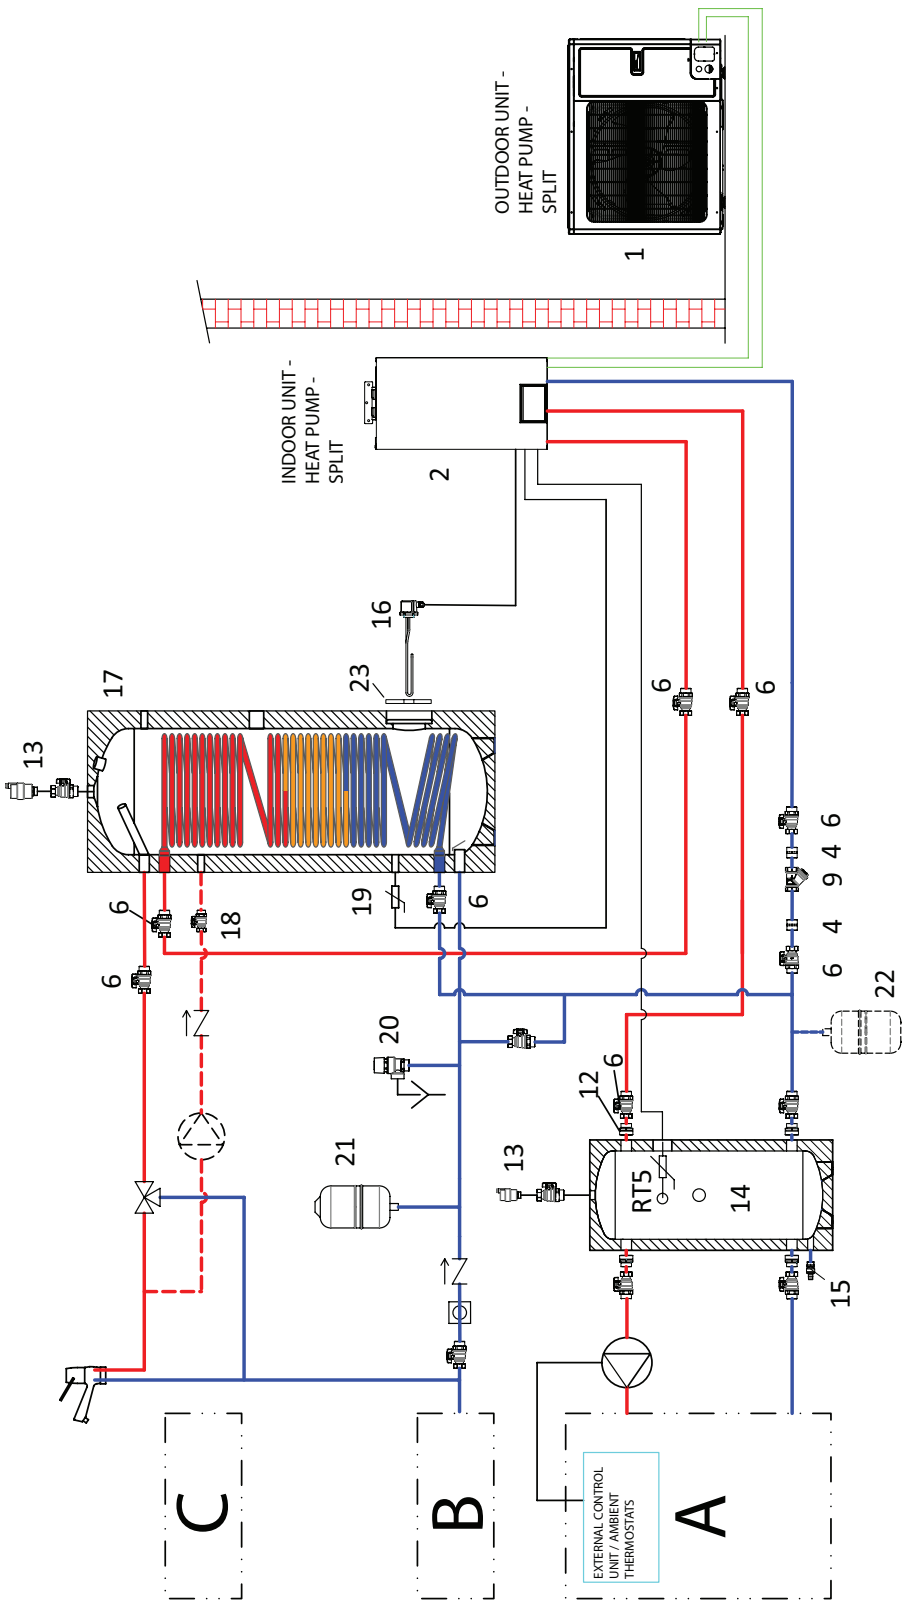 C
B
A
EXTERNAL CONTROL
UNIT / AMBIENT
THERMOSTATS
13
17
6
6
18
19
6
23
16
20
21
INDOOR UNIT -
HEAT PUMP -
SPLIT
2
OUTDOOR UNIT -
HEAT PUMP -
SPLIT
1
13
12
6
RT5
14
15
6
6
22
6
4
9
4
6